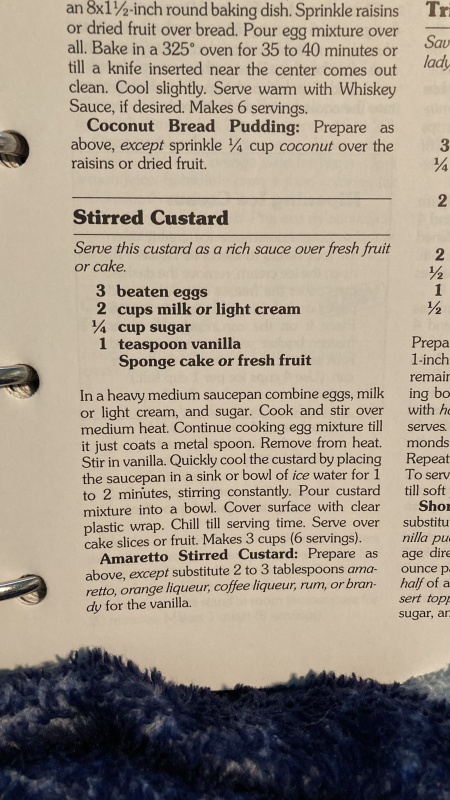 an 8x1½-inch round baking dish. Sprinkle raisins
or dried fruit over bread. Pour egg mixture over
all. Bake in a 325° oven for 35 to 40 minutes or
till a knife inserted near the center comes out
clean. Cool slightly. Serve warm with Whiskey
Sauce, if desired. Makes 6 servings.
Coconut Bread Pudding: Prepare as
above, except sprinkle ¼ cup coconut over the
raisins or dried fruit.
Stirred Custard
Serve this custard as a rich sauce over fresh fruit
or cake.
3 beaten eggs
2 cups milk or light cream
¼ cup sugar
1 teaspoon vanilla
Sponge cake or fresh fruit
In a heavy medium saucepan combine eggs, milk
or light cream, and sugar. Cook and stir over
medium heat. Continue cooking egg mixture till
it just coats a metal spoon. Remove from heat.
Stir in vanilla. Quickly cool the custard by placing
the saucepan in a sink or bowl of ice water for 1
to 2 minutes, stirring constantly. Pour custard
mixture into a bowl. Cover surface with clear
plastic wrap. Chill till serving time. Serve over
cake slices or fruit. Makes 3 cups (6 servings).
Amaretto Stirred Custard: Prepare as
above, except substitute 2 to 3 tablespoons ama-
retto, orange liqueur, coffee liqueur, rum, or bran-
dy for the vanilla.
Tri
Sav
lady
3
¼
2
2
½
1
½
Prepa
1-inch
remain
ing bo
with ho
serves.
monds
Repeat
To serv
till soft
Shor
substitu
nilla pud
age dire
ounce pa
half of a
sert topp
sugar, an